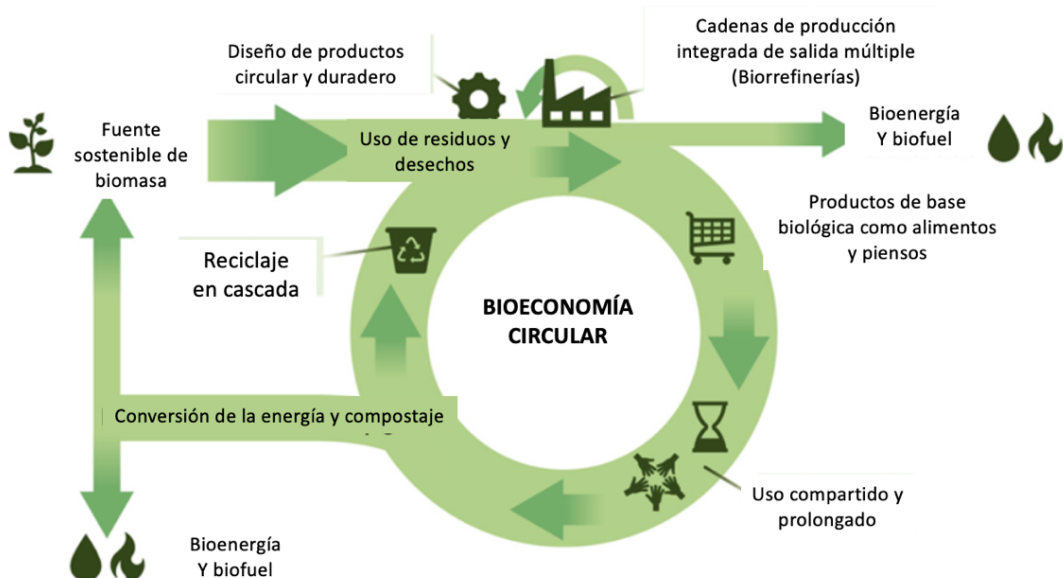 Diseño de productos
circular y duradero
Cadenas de producción
integrada de salida múltiple
(Biorrefinerías)
Fuente
sostenible de
biomasa
Uso de residuos y
desechos
Bioenergía
Y biofuel
Productos de base
biológica como alimentos
y piensos
Reciclaje
en cascada
BIOECONOMÍA
CIRCULAR
Conversión de la energía y compostaje
Uso compartido y
prolongado
Bioenergía
Y biofuel